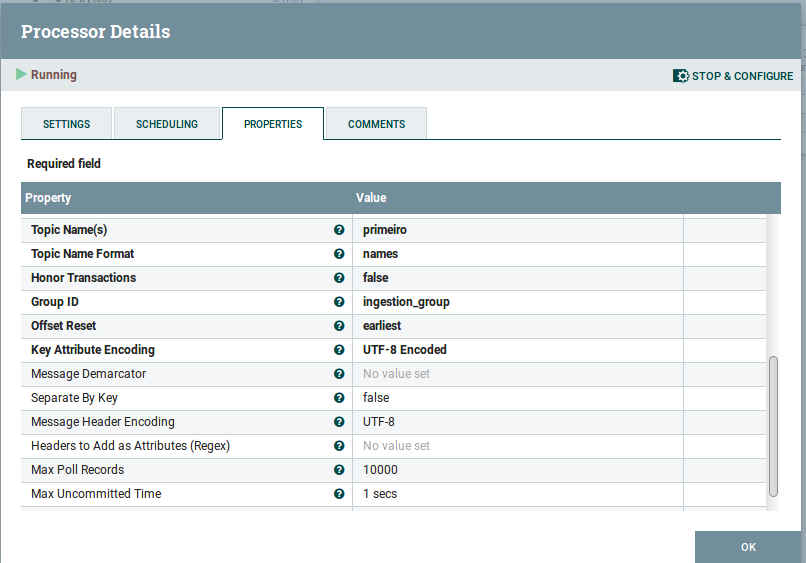 Processor Details
Running
STOP & CONFIGURE
SETTINGS SCHEDULING PROPERTIES COMMENTS
Required field
Property Value
Topic Name(s) primeiro
Topic Name Format names
Honor Transactions false
Group ID ingestion_group
Offset Reset earliest
Key Attribute Encoding UTF-8 Encoded
Message Demarcator No value set
Separate By Key false
Message Header Encoding UTF-8
Headers to Add as Attributes (Regex) No value set
Max Poll Records 10000
Max Uncommitted Time 1 secs
OK